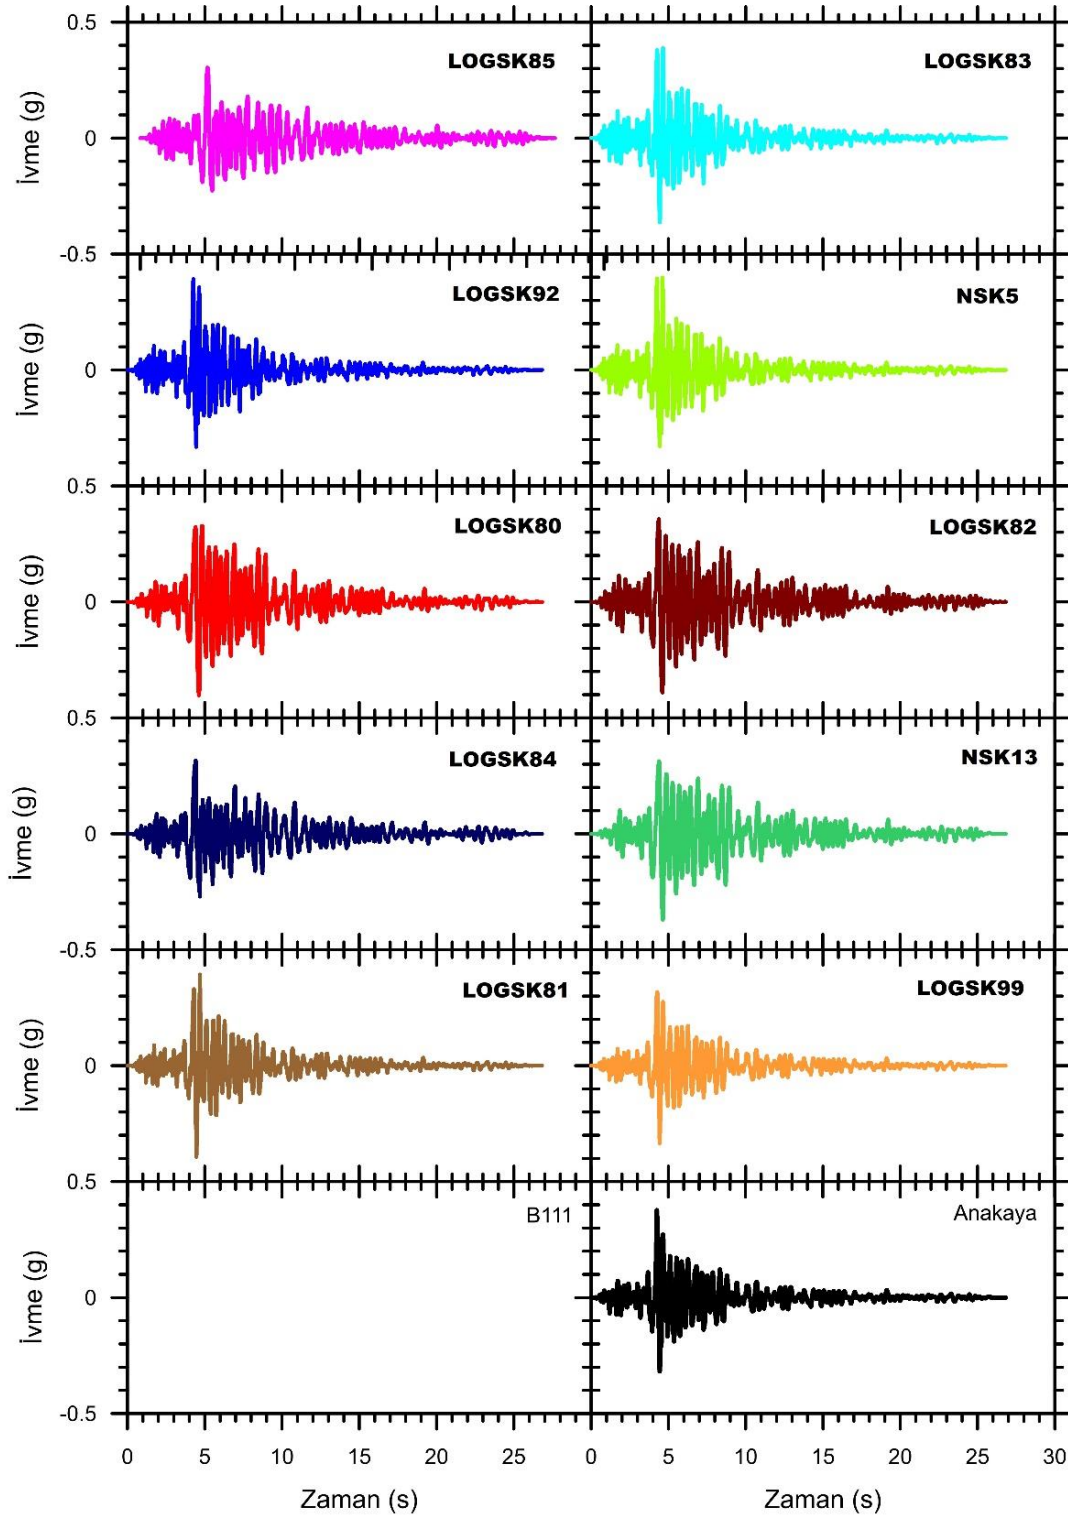 0.5
LOGSK85
LOGSK83
İvme (g)
0
-0.5
LOGSK92
NSK5
İvme (g)
0
0.5
LOGSK80
LOGSK82
İvme (g)
0
0.5
LOGSK84
NSK13
İvme (g)
0
-0.5
LOGSK81
LOGSK99
İvme (g)
0
0.5
B111
Anakaya
İvme (g)
0
-0.5
0 5 10 15 20 25 0 5 10 15 20 25 30
Zaman (s) Zaman (s)